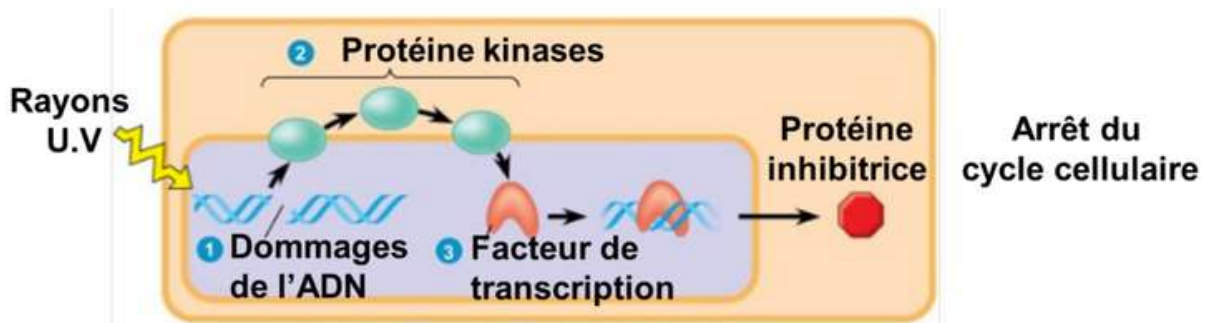 2 Protéine kinases
Rayons
U.V
Protéine
inhibitrice
Arrêt du
cycle cellulaire
1 Dommages
de l'ADN
3 Facteur de
transcription